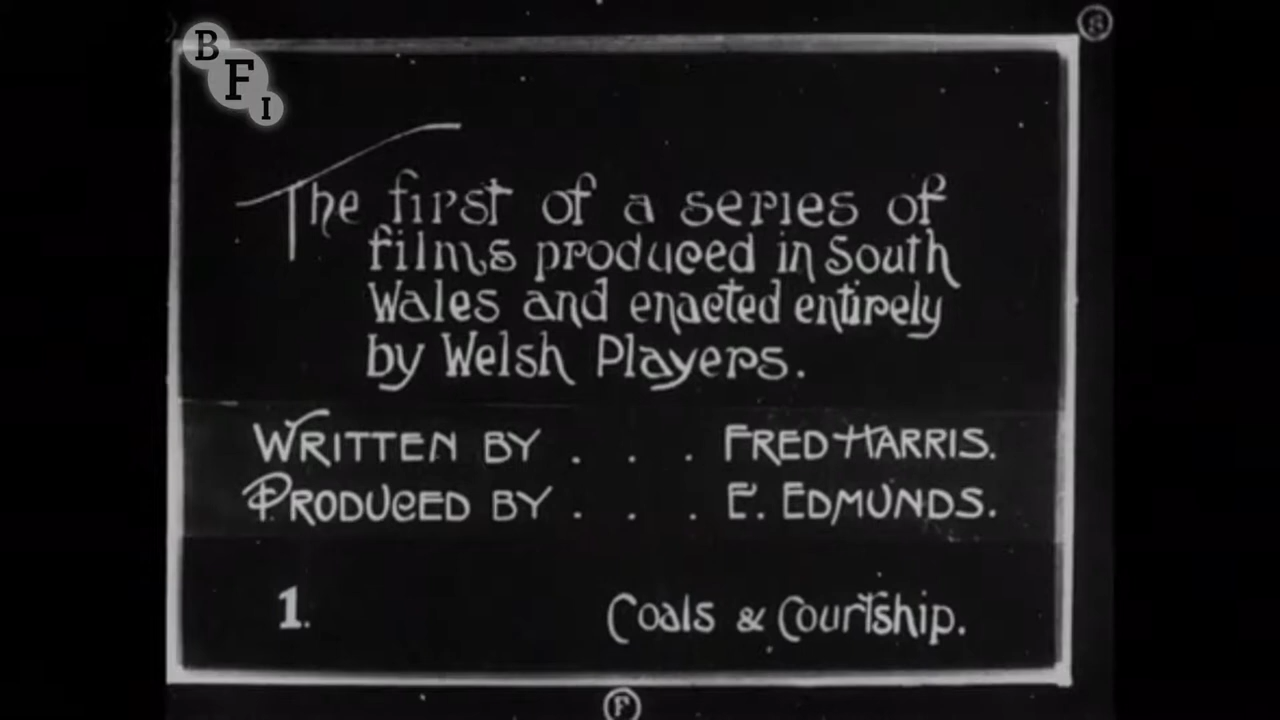 BFI
S
The first of a series of
films produced in South
Wales and enacted entirely
by Welsh Players.
WRITTEN BY . . . FRED HARRIS.
PRODUCED BY . . . E. EDMUNDS.
1. Coals & Courtship.
F